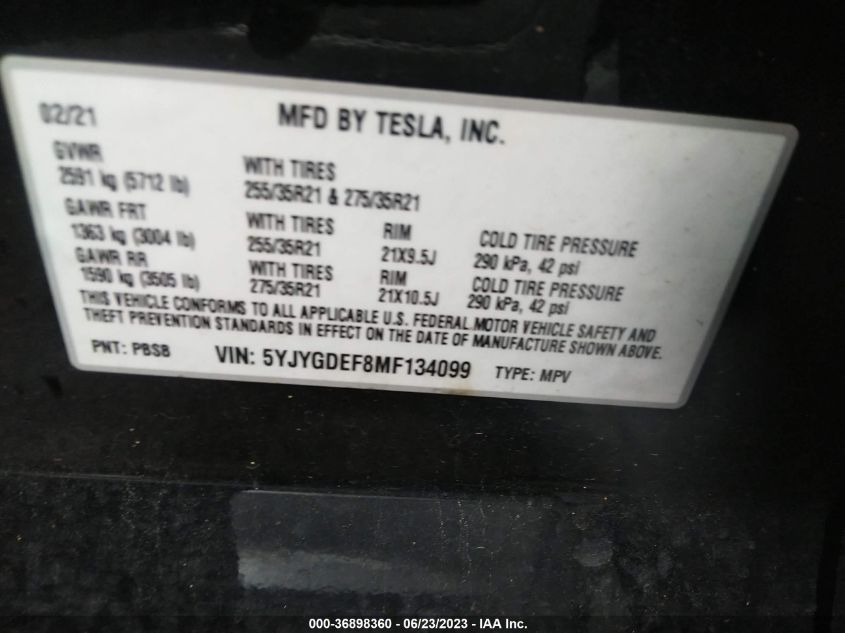 02/21 MFD BY TESLA, INC.
GVWR WITH TIRES
2591 kg (5712 lb) 255/35R21 & 275/35R21
GAWR FRT WITH TIRES RIM COLD TIRE PRESSURE
1363 kg (3004 lb) 255/35R21 21X9.5J 290 kPa, 42 psi
GAWR RR WITH TIRES RIM COLD TIRE PRESSURE
1590 kg (3505 lb) 275/35R21 21X10.5J 290 kPa, 42 psi
THIS VEHICLE CONFORMS TO ALL APPLICABLE U.S. FEDERAL MOTOR VEHICLE SAFETY AND
THEFT PREVENTION STANDARDS IN EFFECT ON THE DATE OF MANUFACTURE SHOWN ABOVE.
PNT: PBSB VIN: 5YJYGDEF8MF134099 TYPE: MPV
000-36898360 - 06/23/2023 - IAA Inc.